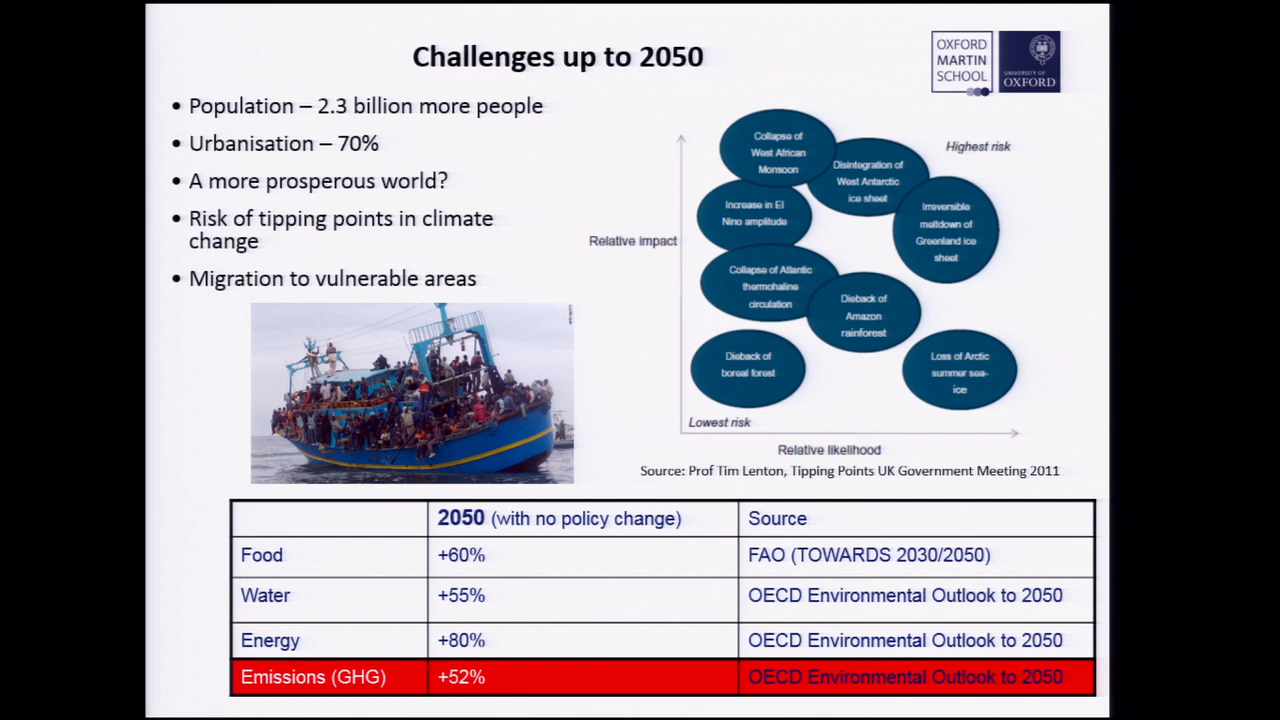 Challenges up to 2050
OXFORD
MARTIN
SCHOOL
UNIVERSITY OF
OXFORD
• Population – 2.3 billion more people
• Urbanisation – 70%
• A more prosperous world?
• Risk of tipping points in climate
change
• Migration to vulnerable areas
Relative impact
Highest risk
Collapse of
West African
Monsoon
Disintegration of
West Antarctic
ice sheet
Increase in El
Nino amplitude
Irreversible
meltdown of
Greenland ice
sheet
Collapse of Atlantic
thermohaline
circulation
Dieback of
Amazon
rainforest
Dieback of
boreal forest
Loss of Arctic
summer sea-
ice
Lowest risk
Relative likelihood
Source: Prof Tim Lenton, Tipping Points UK Government Meeting 2011
2050 (with no policy change) Source
Food +60% FAO (TOWARDS 2030/2050)
Water +55% OECD Environmental Outlook to 2050
Energy +80% OECD Environmental Outlook to 2050
Emissions (GHG) +52% OECD Environmental Outlook to 2050